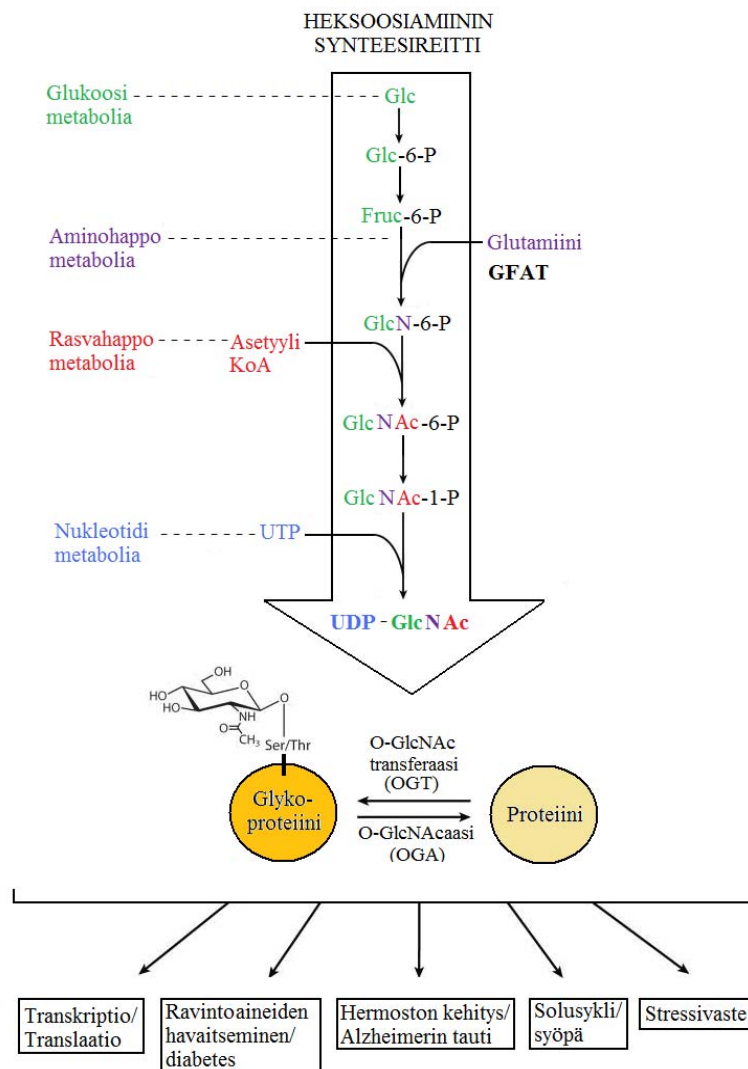 HEKSOOSIAMIININ
SYNTEESIREITTI
Glukoosi
metabolia
Glc
Glc-6-P
Fruc-6-P
Aminohappo
metabolia
Glutamiini
GFAT
GlcN-6-P
Rasvahappo
metabolia
Asetyyli
KoA
GlcNAc-6-P
GlcNAc-1-P
Nukleotidi
metabolia
UTP
UDP-GlcNAc
OH
HO
HO
O
O
NH
O
CH3
Ser/Thr
O-GlcNAc
transferaasi
(OGT)
Glyko-
proteiini
Proteiini
O-GlcNAcaasi
(OGA)
Transkriptio/
Translaatio
Ravintoaineiden
havaitseminen/
diabetes
Hermoston kehitys/
Alzheimerin tauti
Solusykli/
syöpä
Stressivaste